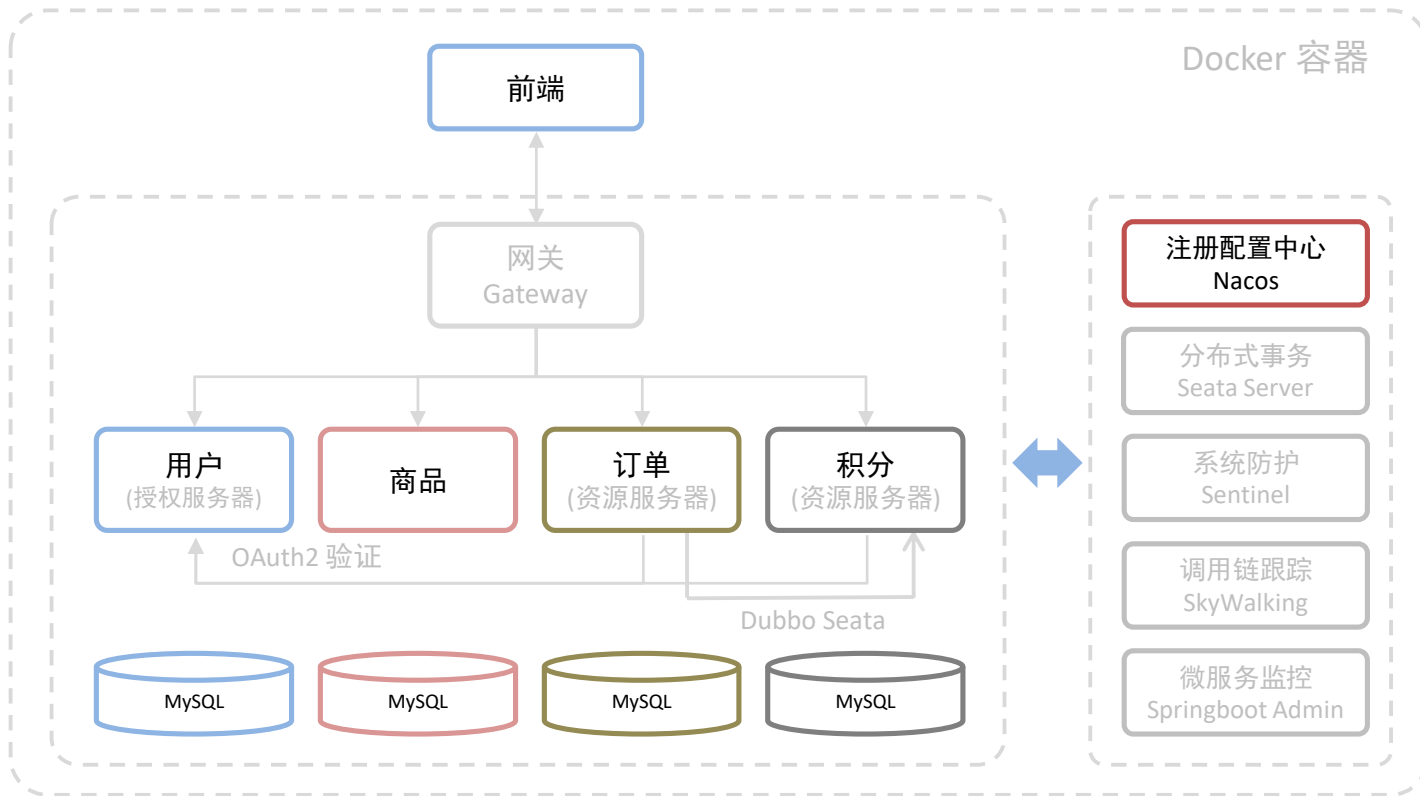 Docker 容器
前端
网关
Gateway
用户
(授权服务器)
商品
订单
(资源服务器)
积分
(资源服务器)
OAuth2 验证
Dubbo Seata
MySQL
MySQL
MySQL
MySQL
注册配置中心
Nacos
分布式事务
Seata Server
系统防护
Sentinel
调用链跟踪
SkyWalking
微服务监控
Springboot Admin